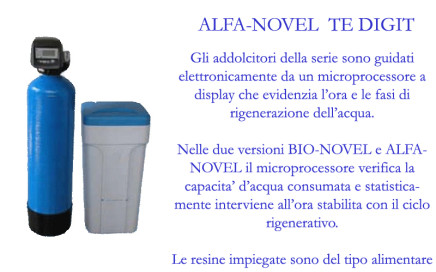 ALFA-NOVEL TE DIGIT
Gli addolcitori della serie sono guidati
elettronicamente da un microprocessore a
display che evidenzia l’ora e le fasi di
rigenerazione dell’acqua.
Nelle due versioni BIO-NOVEL e ALFA-
NOVEL il microprocessore verifica la
capacita’ d’acqua consumata e statistica-
mente interviene all’ora stabilita con il ciclo
rigenerativo.
Le resine impiegate sono del tipo alimentare